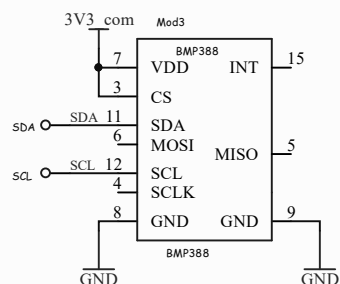 3V3_com
Mod3
BMP388
7 VDD INT 15
3 CS
SDA SDA 11 SDA
6 MOSI
MISO 5
SCL SCL 12 SCL
4 SCLK
8 GND GND 9
BMP388
GND GND